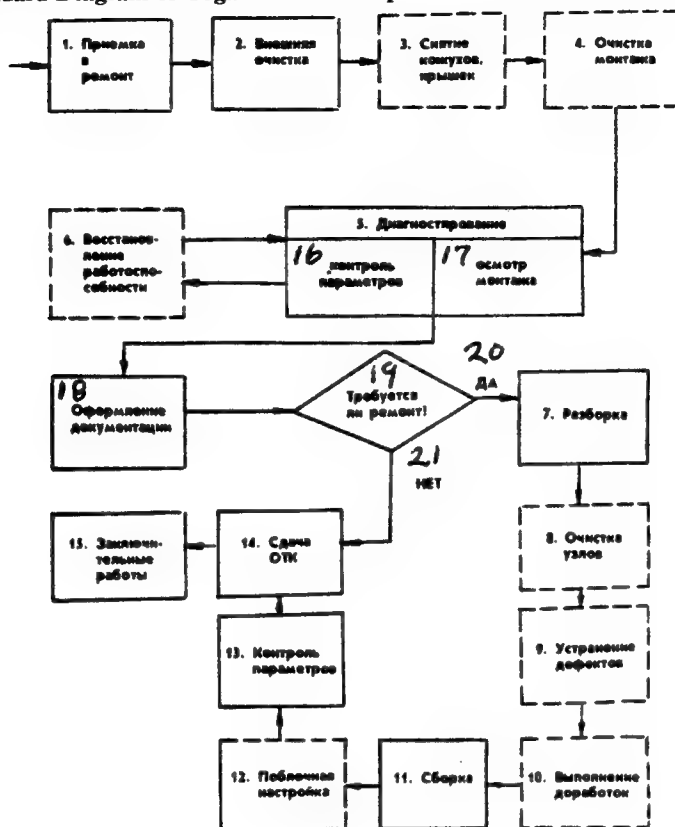 1. Приемка
в
ремонт
2. Внешняя
очистка
3. Снятие
кожухов,
крышек
4. Очистка
монтажа
5. Диагностирование
6. Восстанов-
ление
работоспо-
собности
16
контроль
параметров
17
осмотр
монтажа
18
Оформление
документации
19
Требуется
ли ремонт?
20
ДА
7. Разборка
21
НЕТ
15. Заключи-
тельные
работы
14. Сдача
ОТК
8. Очистка
узлов
13. Контроль
параметров
9. Устранение
дефектов
12. Поблочная
настройка
11. Сборка
10. Выполнение
доработок